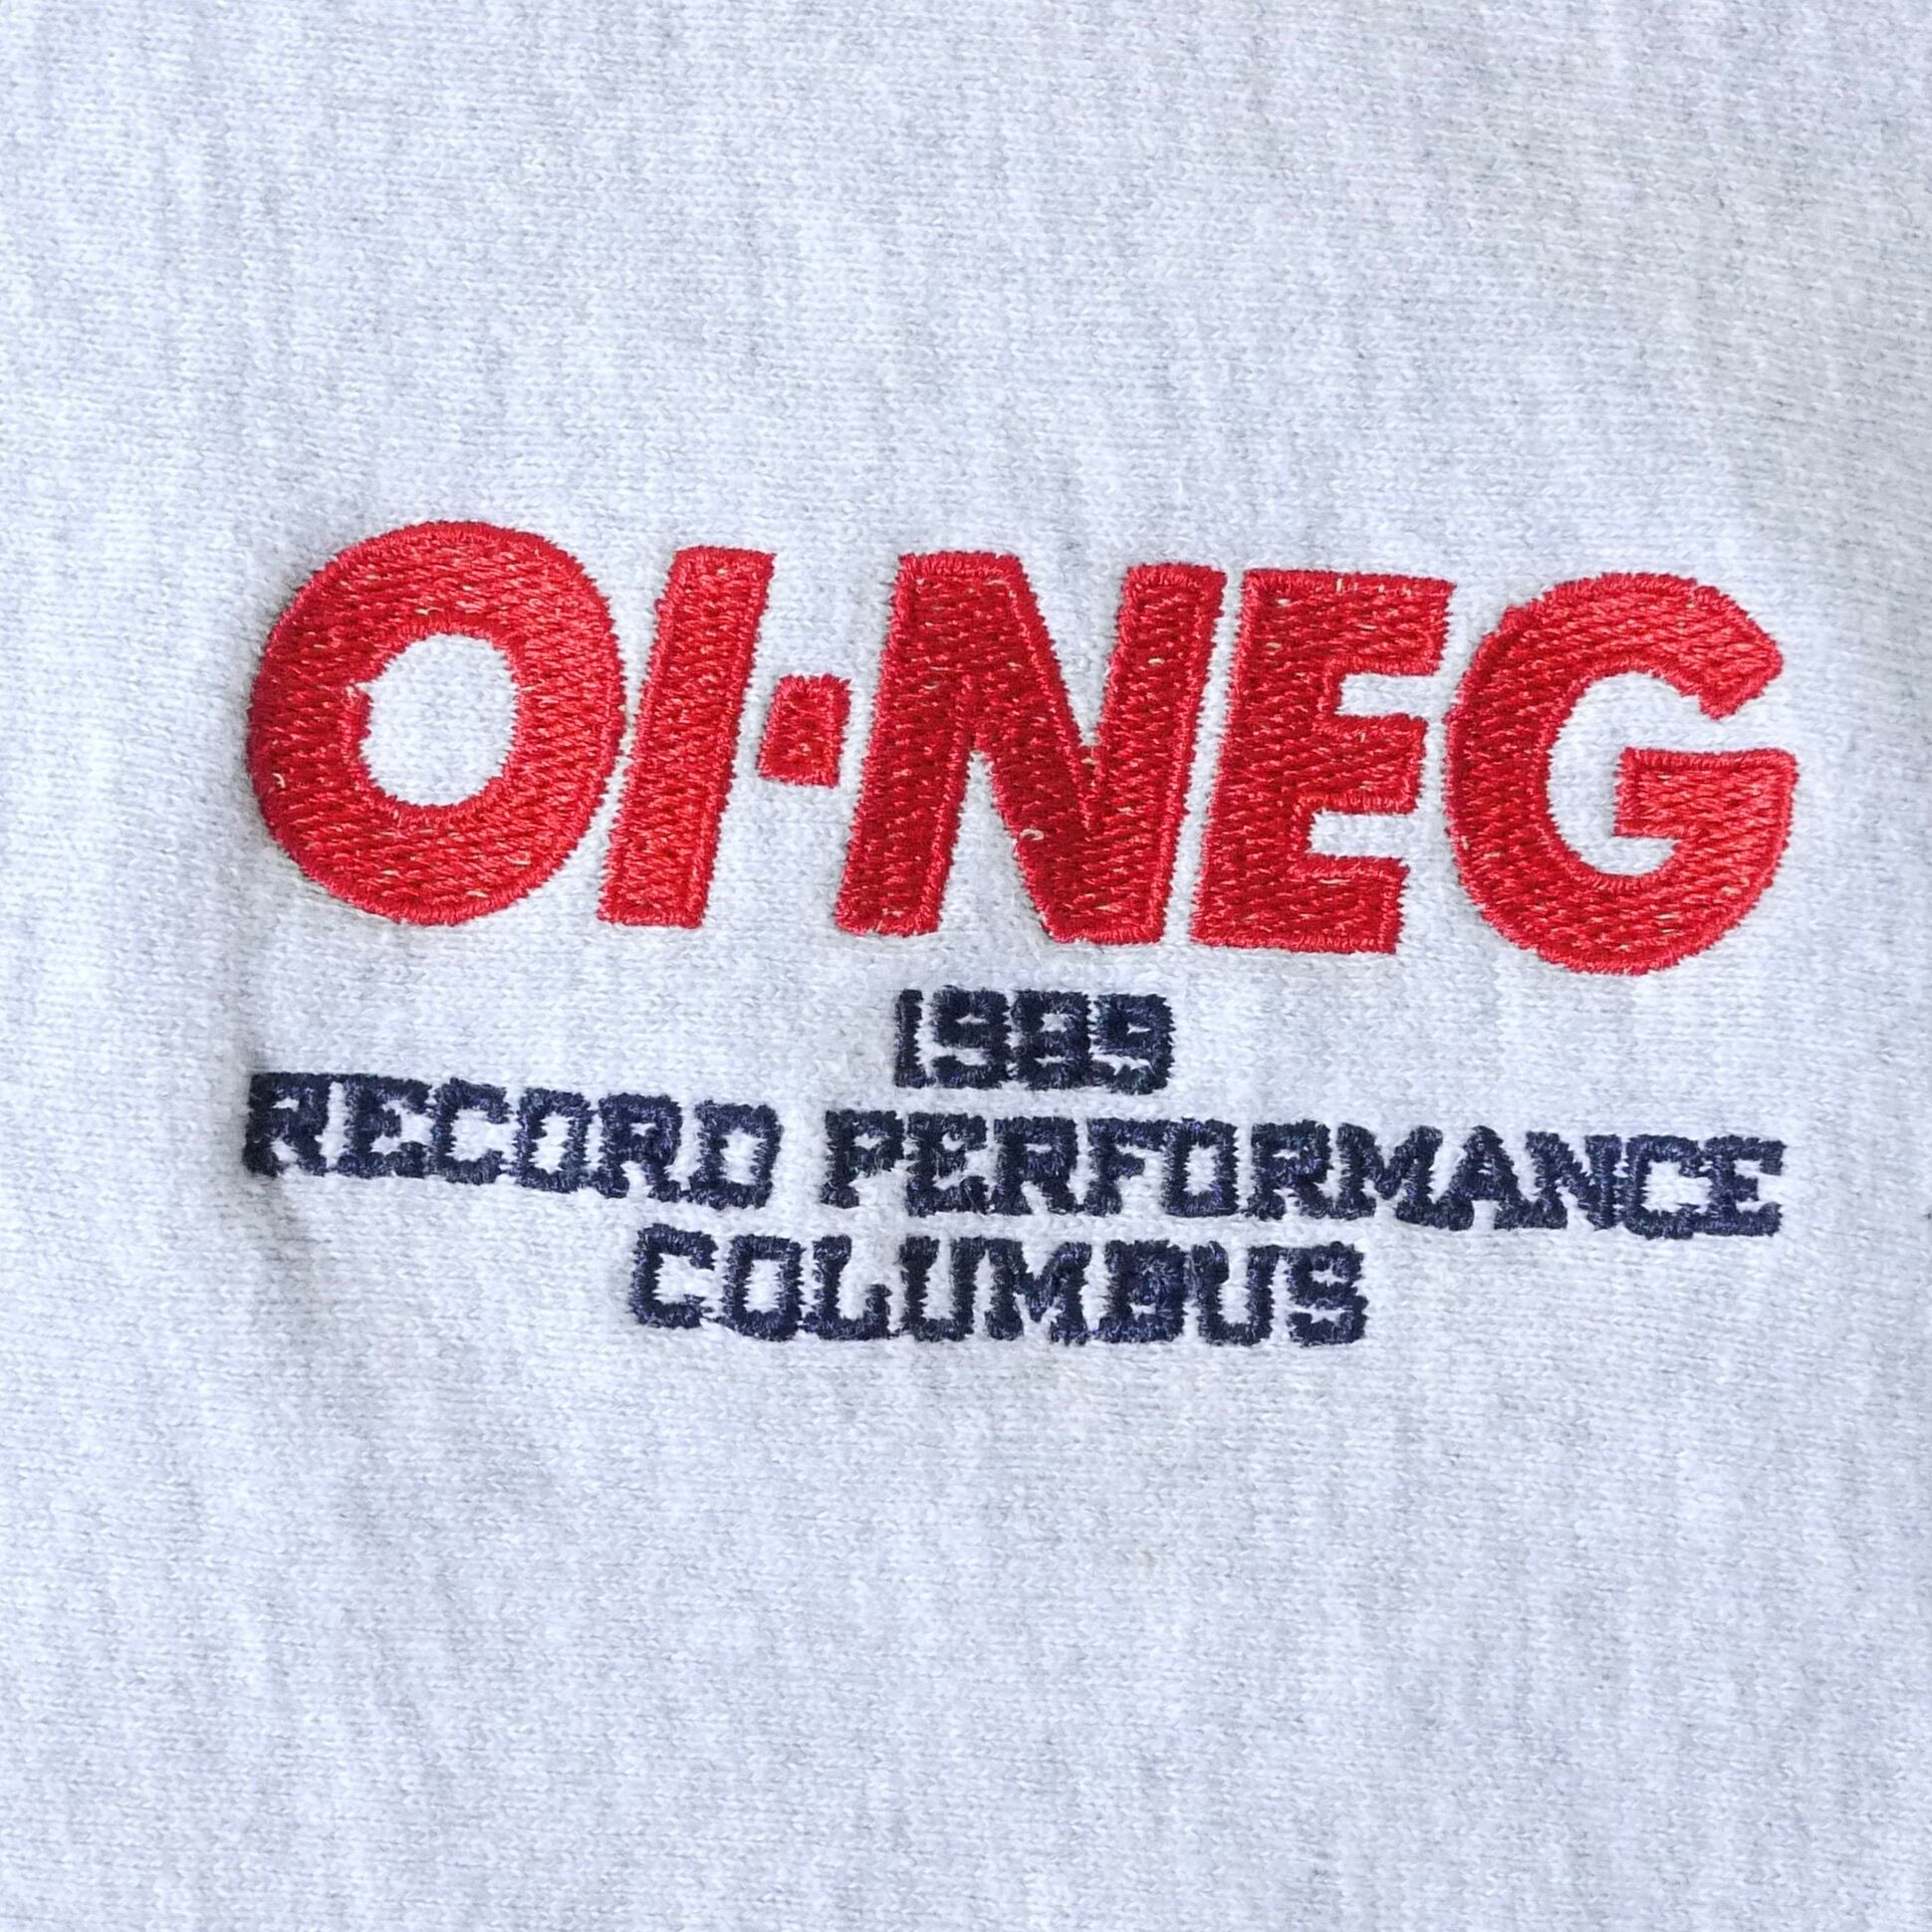 OI-NEG
1989
RECORD PERFORMANCE
COLUMBUS